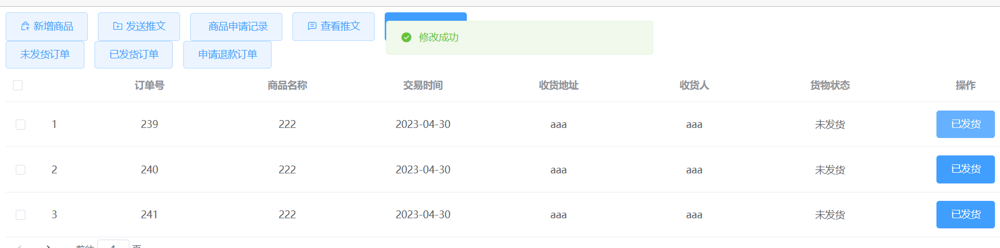 新增商品 发送推文 商品申请记录 查看推文
修改成功
未发货订单 已发货订单 申请退款订单
订单号 商品名称 交易时间 收货地址 收货人 货物状态 操作
1 239 222 2023-04-30 aaa aaa 未发货 已发货
2 240 222 2023-04-30 aaa aaa 未发货 已发货
3 241 222 2023-04-30 aaa aaa 未发货 已发货
前往 1 页